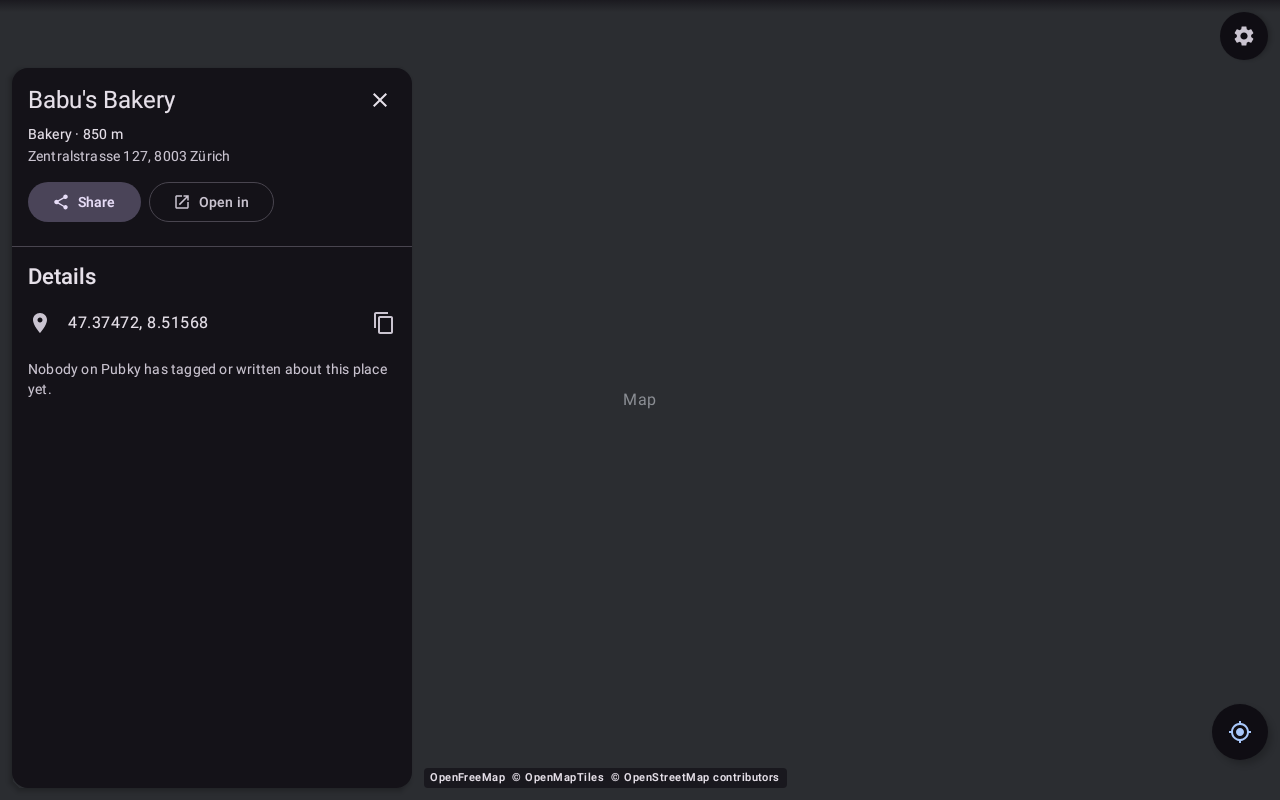 Babu's Bakery
Bakery · 850 m
Zentralstrasse 127, 8003 Zürich
Share
Open in
Details
47.37472, 8.51568
Nobody on Pubky has tagged or written about this place
yet.
Map
OpenFreeMap © OpenMapTiles © OpenStreetMap contributors